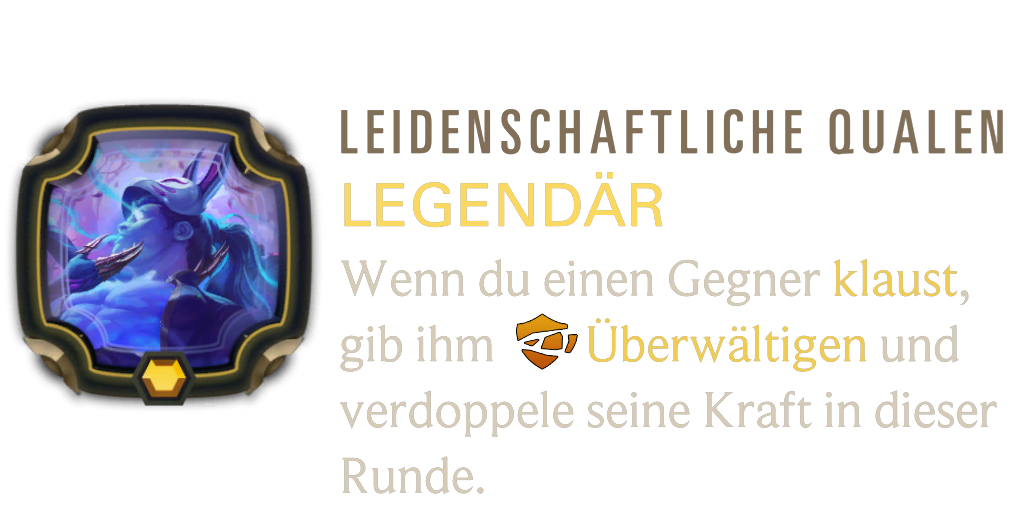 LEIDENSCHAFTLICHE QUALEN
LEGENDÄR
Wenn du einen Gegner klaust,
gib ihm Überwältigen und
verdoppele seine Kraft in dieser
Runde.